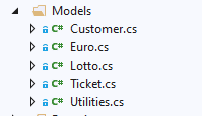 Models
C# Customer.cs
C# Euro.cs
C# Lotto.cs
C# Ticket.cs
C# Utilities.cs